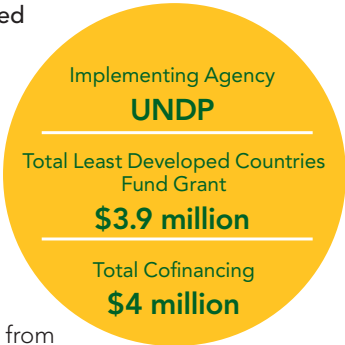 ed
Implementing Agency
UNDP
Total Least Developed Countries
Fund Grant
$3.9 million
Total Cofinancing
$4 million
from